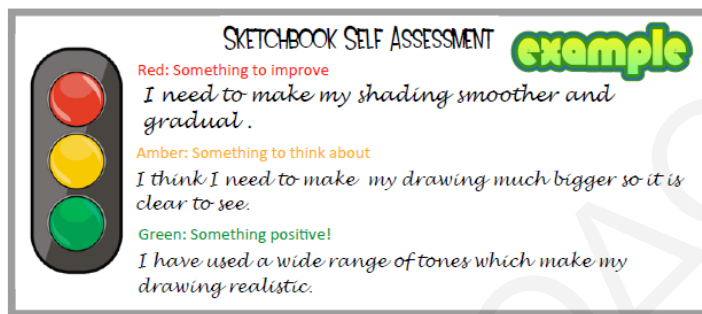 SKETCHBOOK SELF ASSESSMENT
example
Red: Something to improve
I need to make my shading smoother and
gradual .
Amber: Something to think about
I think I need to make my drawing much bigger so it is
clear to see.
Green: Something positive!
I have used a wide range of tones which make my
drawing realistic.